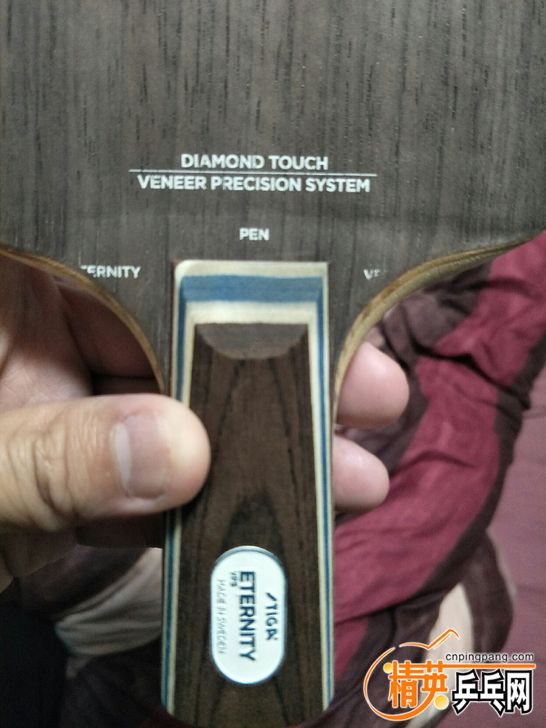 DIAMOND TOUCH
VENEER PRECISION SYSTEM
PEN
ETERNITY
STIGA
ETERNITY
VPS
MADE IN SWEDEN
cnpingpang.com
精英乒乓网